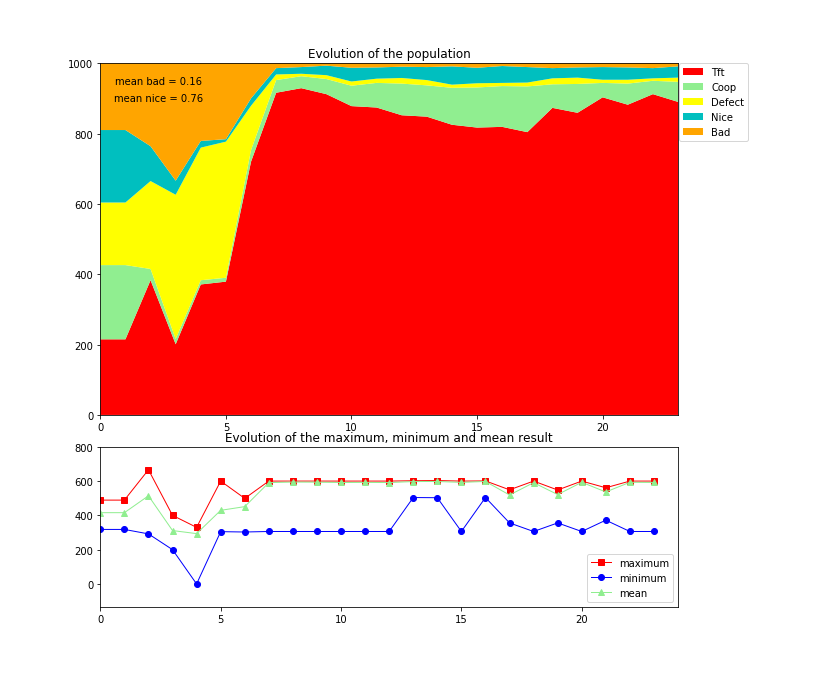 Evolution of the population
1000
800
600
400
200
0
mean bad = 0.16
mean nice = 0.76
Tft
Coop
Defect
Nice
Bad
0 5 10 15 20
Evolution of the maximum, minimum and mean result
800
600
400
200
0
maximum
minimum
mean
0 5 10 15 20